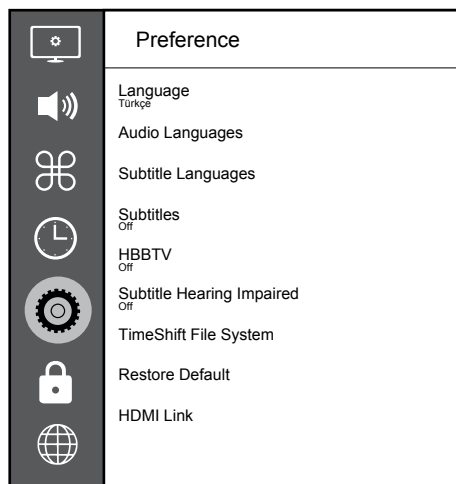 Preference
Language
Türkçe
Audio Languages
Subtitle Languages
Subtitles
Off
HBBTV
Off
Subtitle Hearing Impaired
Off
TimeShift File System
Restore Default
HDMI Link